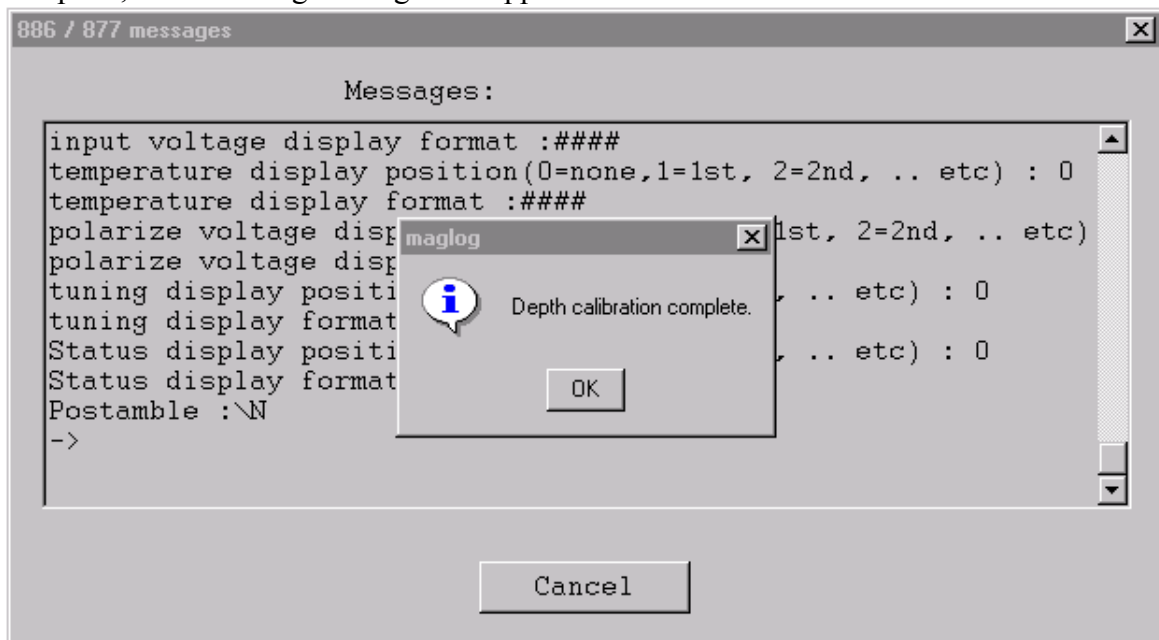 886 / 877 messages
Messages:
input voltage display format :####
temperature display position(0=none,1=1st, 2=2nd, .. etc) : 0
temperature display format :####
polarize voltage disp 1st, 2=2nd, .. etc)
polarize voltage disp
tuning display positi , .. etc) : 0
tuning display format
Status display positi , .. etc) : 0
Status display format
Postamble :\N
->
maglog
Depth calibration complete.
OK
Cancel